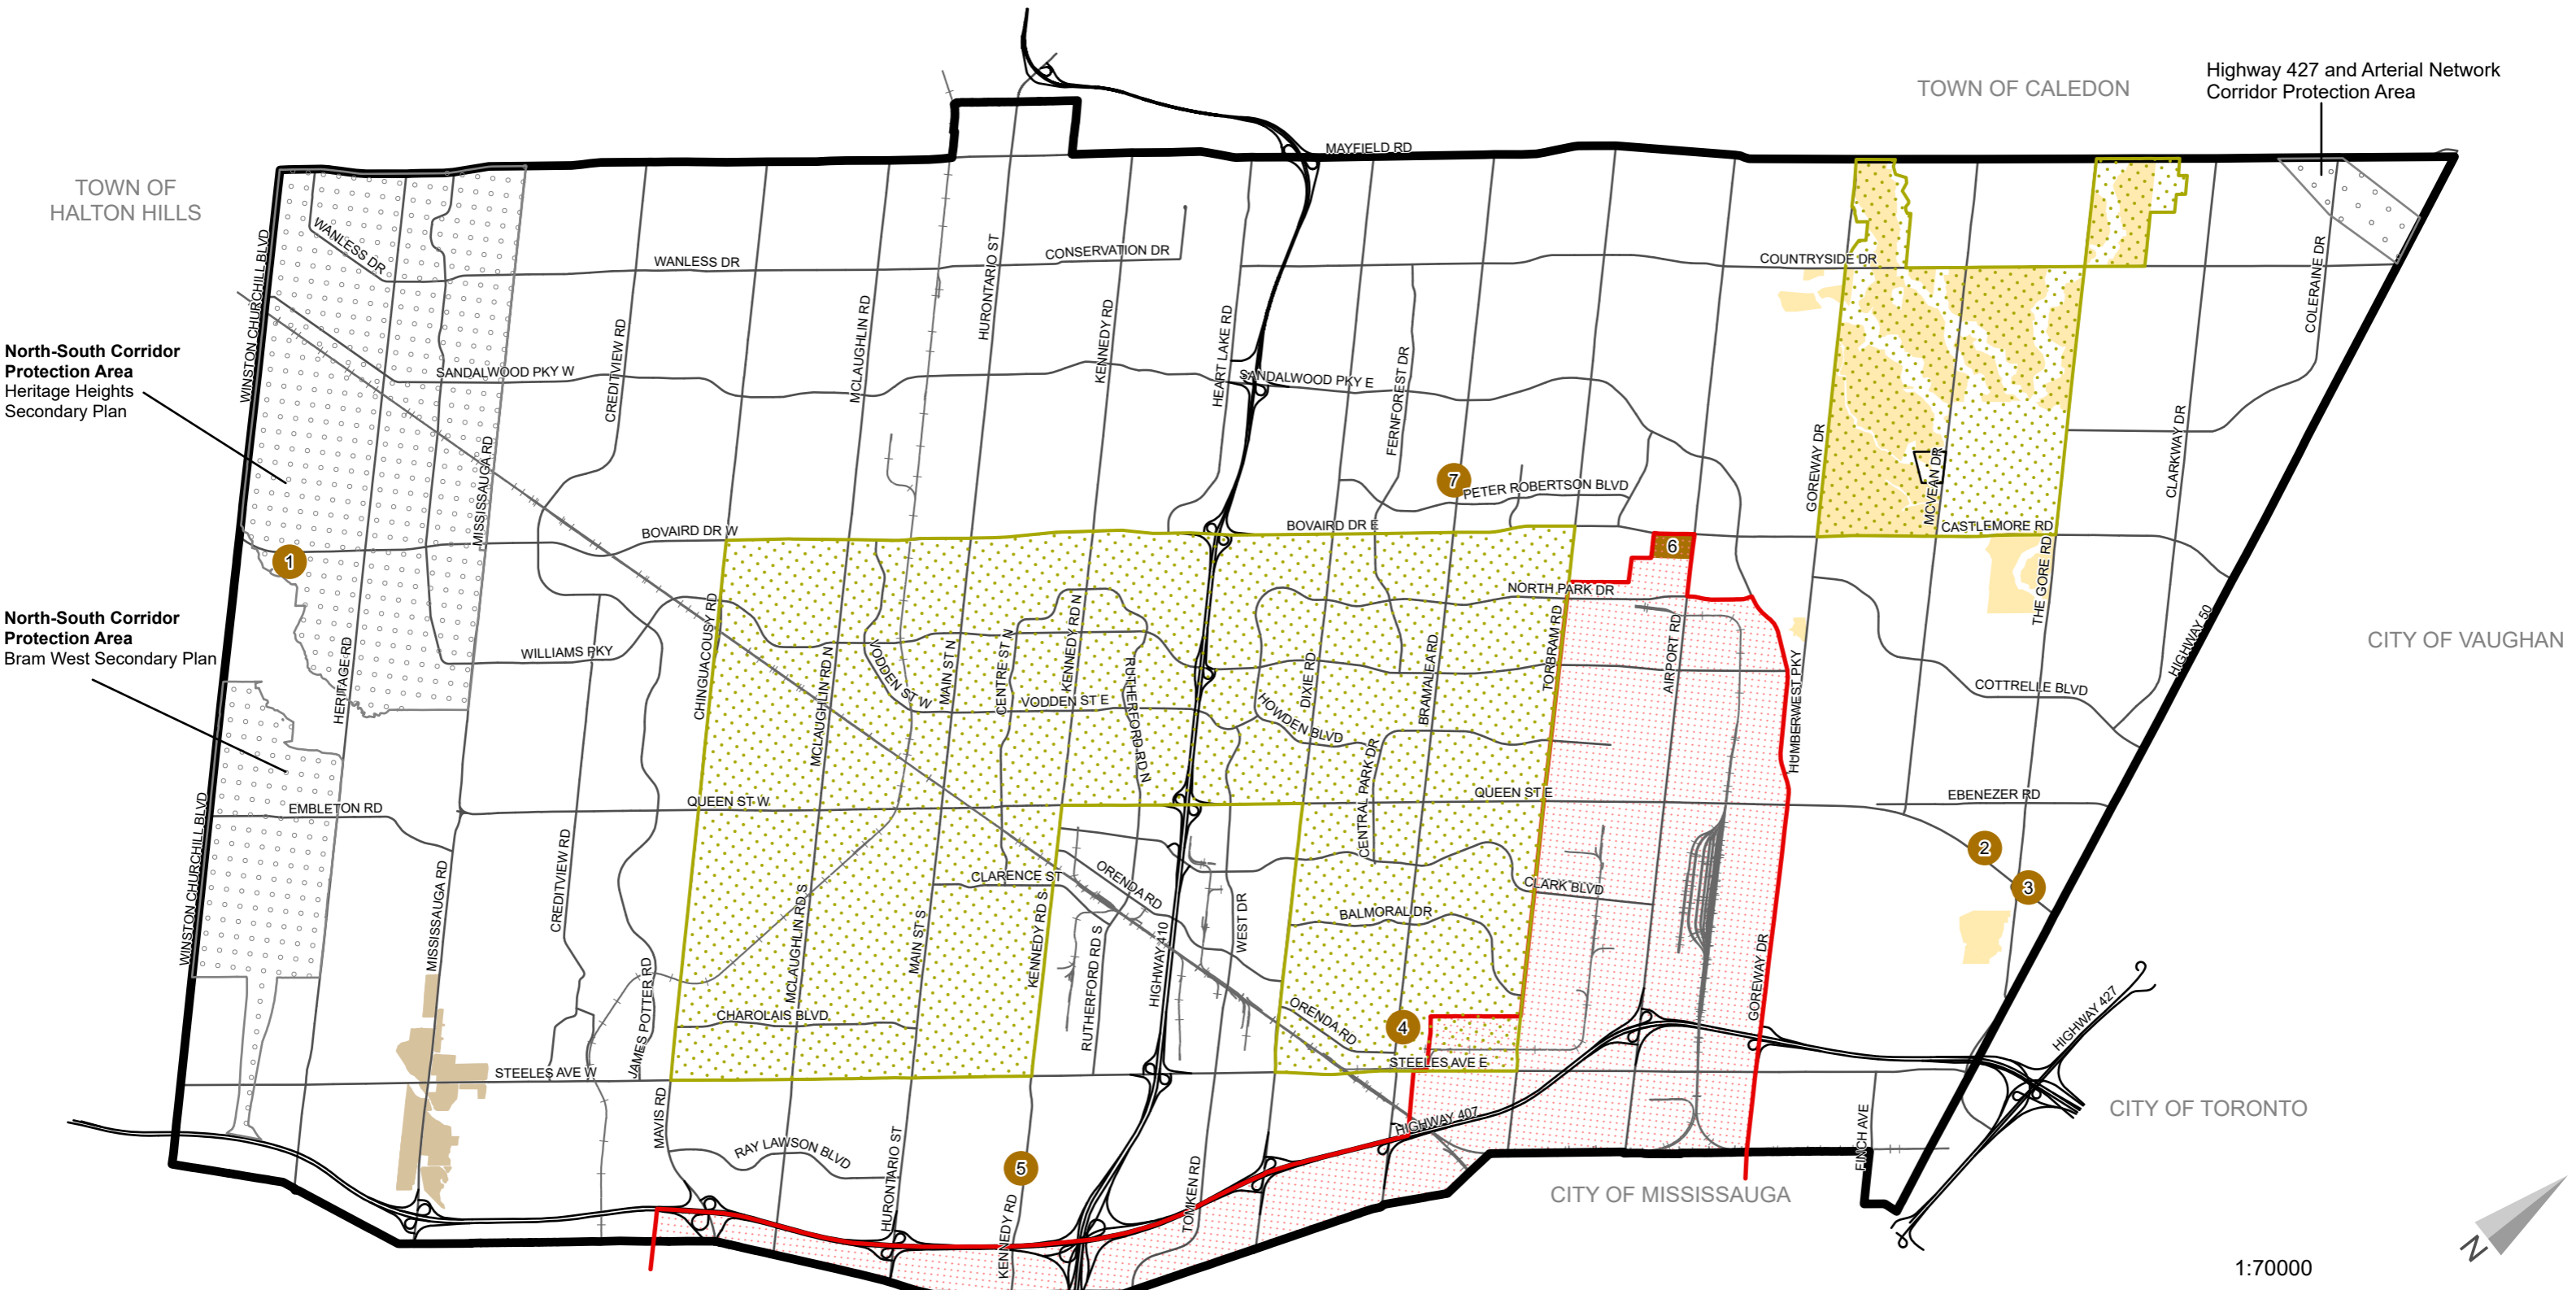 TOWN OF CALEDON
Highway 427 and Arterial Network
Corridor Protection Area
MAYFIELD RD
TOWN OF
HALTON HILLS
WANLESS DR
WANLESS DR
CONSERVATION DR
COUNTRYSIDE DR
WINSTON CHURCHILL BLVD
HURONTARIO ST
COLERAINE DR
North-South Corridor
Protection Area
Heritage Heights
Secondary Plan
SANDALWOOD PKY W
CREDITVIEW RD
MCLAUGHLIN RD
KENNEDY RD
HEART LAKE RD
SANDALWOOD PKY E
FERNFOREST DR
MISSISSAUGA RD
GOREWAY DR
MCVEAN DR
CLARKWAY DR
7
PETER ROBERTSON BLVD
BOVAIRD DR W
BOVAIRD DR E
CASTLEMORE RD
1
6
NORTH PARK DR
THE GORE RD
North-South Corridor
Protection Area
Bram West Secondary Plan
HERITAGE RD
WILLIAMS PKY
CHINGUACOUSY RD
MCLAUGHLIN RD N
VODDEN ST W
MAIN ST N
CENTRE ST N
KENNEDY RD N
RUTHERFORD RD N
VODDEN ST E
HOWDEN BLVD
DIXIE RD
BRAMALEA RD
TORBRAM RD
AIRPORT RD
HUMBERWEST PKY
COTTRELLE BLVD
HIGHWAY 50
CITY OF VAUGHAN
CENTRAL PARK DR
EMBLETON RD
QUEEN ST W
QUEEN ST E
EBENEZER RD
WINSTON CHURCHILL BLVD
MISSISSAUGA RD
CREDITVIEW RD
2
3
CLARENCE ST
ORENDA RD
CLARK BLVD
BALMORAL DR
JAMES POTTER RD
MCLAUGHLIN RD S
MAIN ST S
KENNEDY RD S
RUTHERFORD RD S
HIGHWAY 410
WEST DR
GOREWAY DR
CHAROLAIS BLVD
ORENDA RD
4
HIGHWAY 427
STEELES AVE W
STEELES AVE E
MAVIS RD
RAY LAWSON BLVD
HURONTARIO ST
5
KENNEDY RD
TOMKEN RD
HIGHWAY 407
FINCH AVE
CITY OF TORONTO
CITY OF MISSISSAUGA
N
1:70000